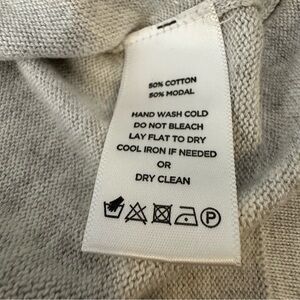 50% COTTON
50% MODAL
HAND WASH COLD
DO NOT BLEACH
LAY FLAT TO DRY
COOL IRON IF NEEDED
OR
DRY CLEAN
P